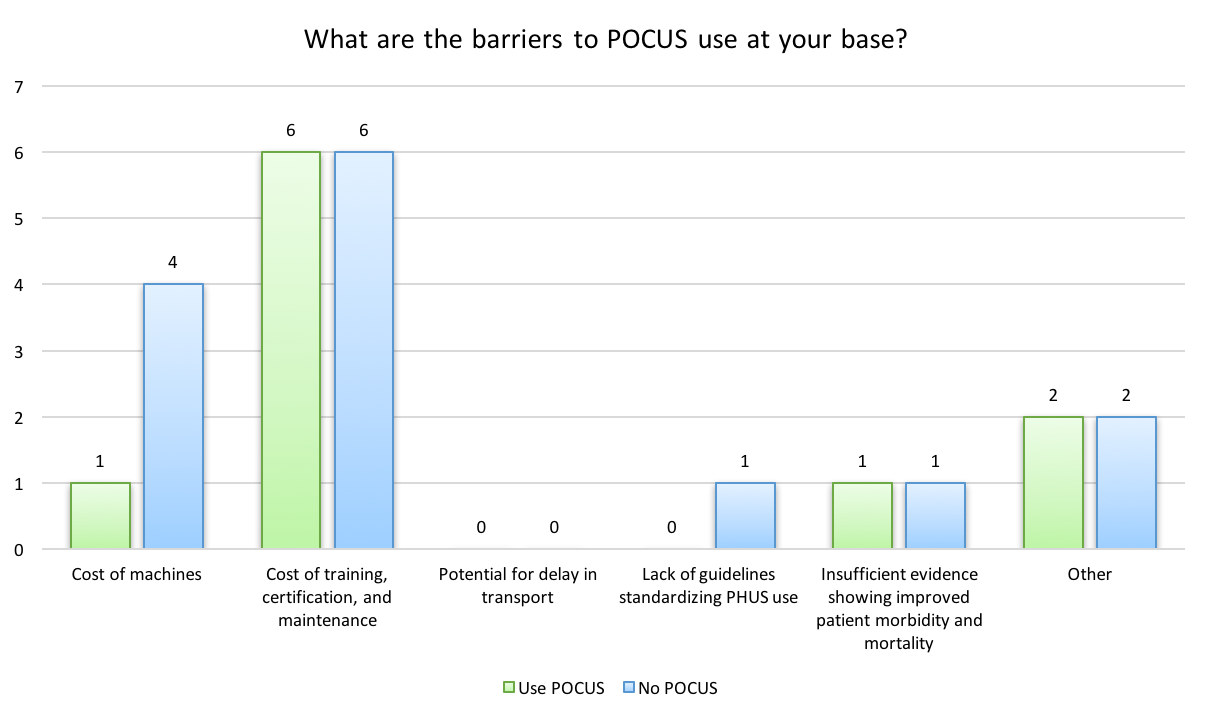 What are the barriers to POCUS use at your base?
7
6
5
4
3
2
1
0
1
4
6
6
0
0
0
1
1
1
2
2
Cost of machines
Cost of training,
certification, and
maintenance
Potential for delay in
transport
Lack of guidelines
standardizing PHUS use
Insufficient evidence
showing improved
patient morbidity and
mortality
Other
Use POCUS
No POCUS